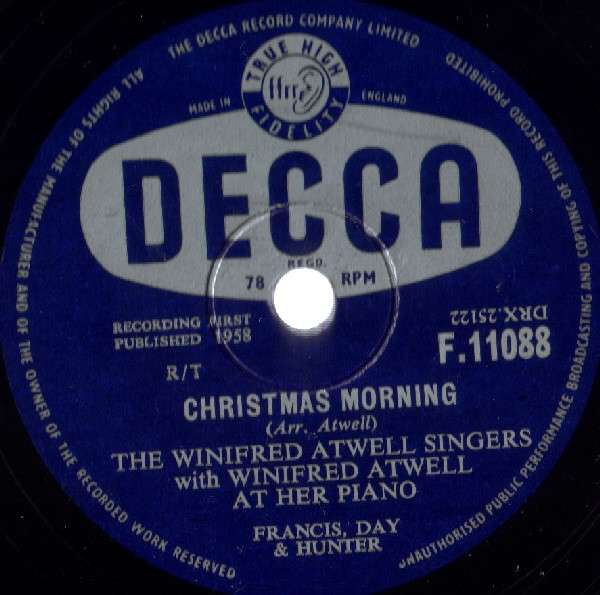 ALL RIGHTS OF THE MANUFACTURER AND OF THE OWNER OF THE RECORDED WORK RESERVED
THE DECCA RECORD COMPANY LIMITED
UNAUTHORISED PUBLIC PERFORMANCE BROADCASTING AND COPYING OF THIS RECORD PROHIBITED
TRUE HIGH
ffrr
FIDELITY
MADE IN ENGLAND
DECCA
REGD.
78 RPM
RECORDING FIRST
PUBLISHED 1958
DRX.25122
F.11088
R/T
CHRISTMAS MORNING
(Arr. Atwell)
THE WINIFRED ATWELL SINGERS
with WINIFRED ATWELL
AT HER PIANO
FRANCIS, DAY
& HUNTER